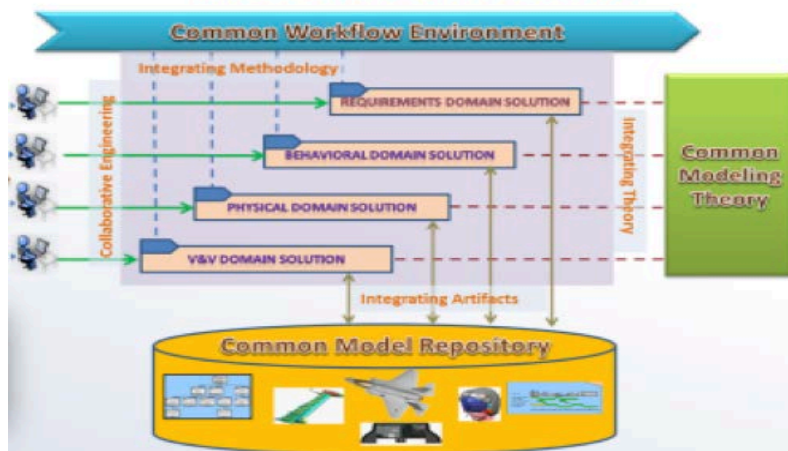 Common Workflow Environment
Integrating Methodology
Collaborative Engineering
REQUIREMENTS DOMAIN SOLUTION
BEHAVIORAL DOMAIN SOLUTION
PHYSICAL DOMAIN SOLUTION
V&V DOMAIN SOLUTION
Integrating Theory
Common
Modeling
Theory
Integrating Artifacts
Common Model Repository